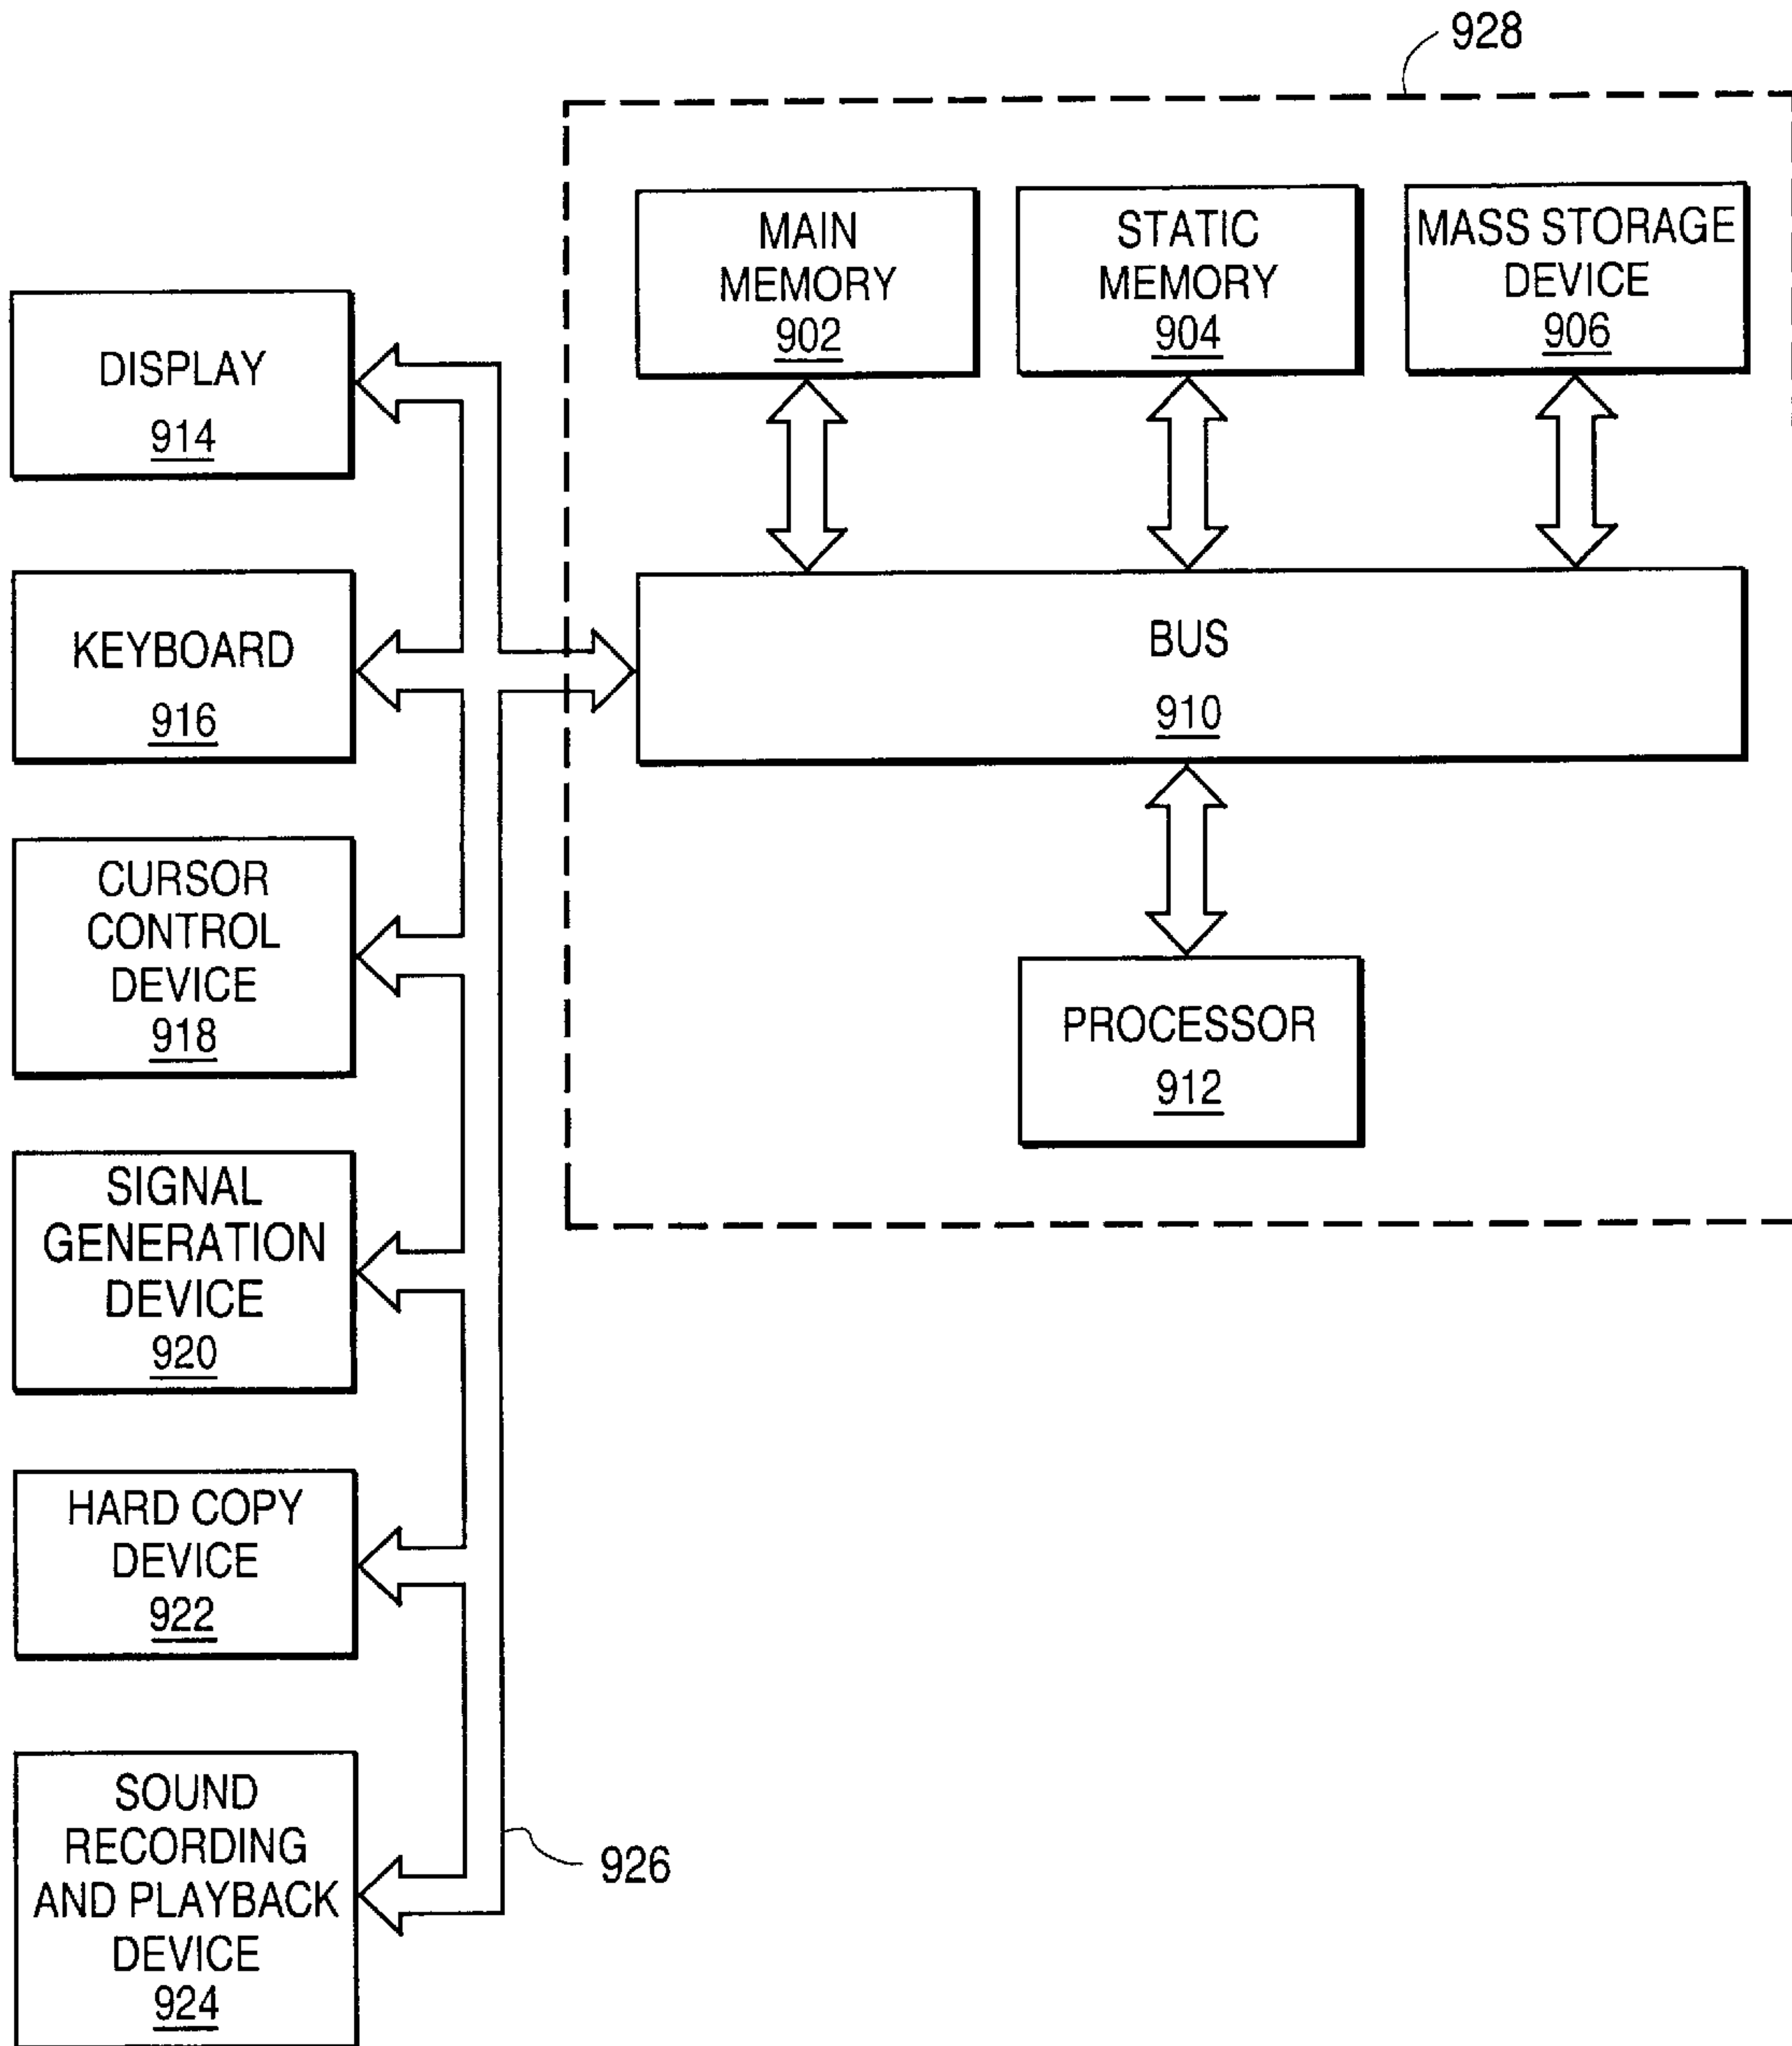 928
MAIN
MEMORY
902
STATIC
MEMORY
904
MASS STORAGE
DEVICE
906
DISPLAY
914
KEYBOARD
916
BUS
910
CURSOR
CONTROL
DEVICE
918
PROCESSOR
912
SIGNAL
GENERATION
DEVICE
920
HARD COPY
DEVICE
922
SOUND
RECORDING
AND PLAYBACK
DEVICE
924
926